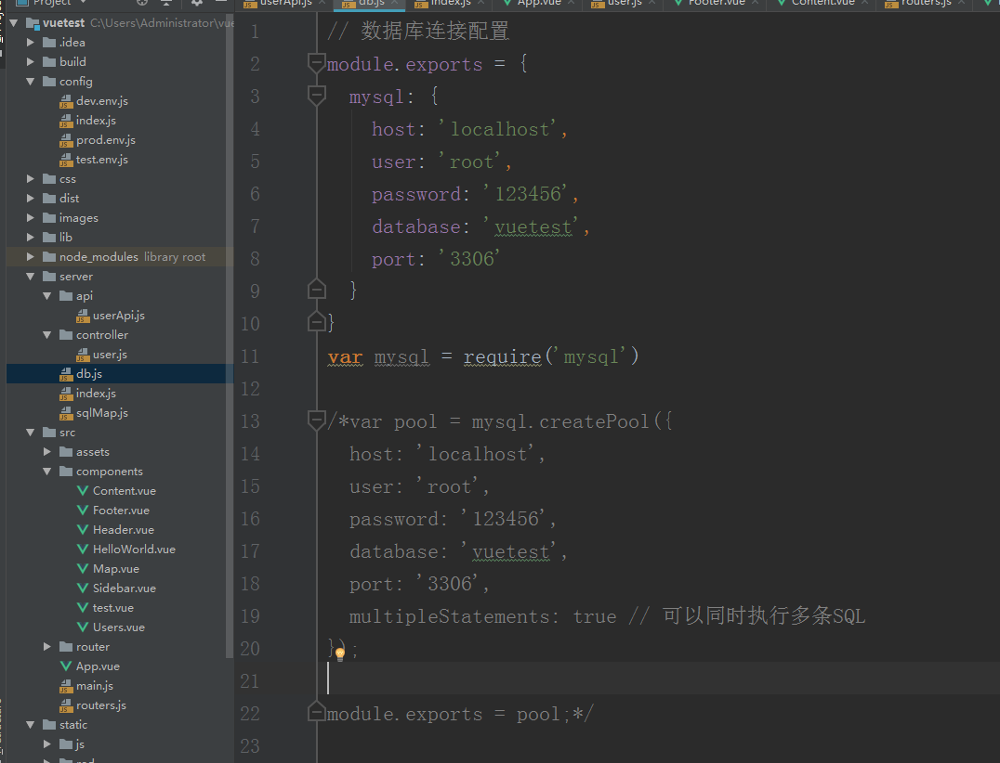 Project
userApi.js
db.js
index.js
App.vue
user.js
Footer.vue
Content.vue
routers.js
vuetest C:\Users\Administrator\vue
.idea
build
config
dev.env.js
index.js
prod.env.js
test.env.js
css
dist
images
lib
node_modules library root
server
api
userApi.js
controller
user.js
db.js
index.js
sqlMap.js
src
assets
components
Content.vue
Footer.vue
Header.vue
HelloWorld.vue
Map.vue
Sidebar.vue
test.vue
Users.vue
router
App.vue
main.js
routers.js
static
js
1 // 数据库连接配置
2 module.exports = {
3 mysql: {
4 host: 'localhost',
5 user: 'root',
6 password: '123456',
7 database: 'vuetest',
8 port: '3306'
9 }
10 }
11 var mysql = require('mysql')
12
13 /*var pool = mysql.createPool({
14 host: 'localhost',
15 user: 'root',
16 password: '123456',
17 database: 'vuetest',
18 port: '3306',
19 multipleStatements: true // 可以同时执行多条SQL
20 });
21
22 module.exports = pool;*/
23